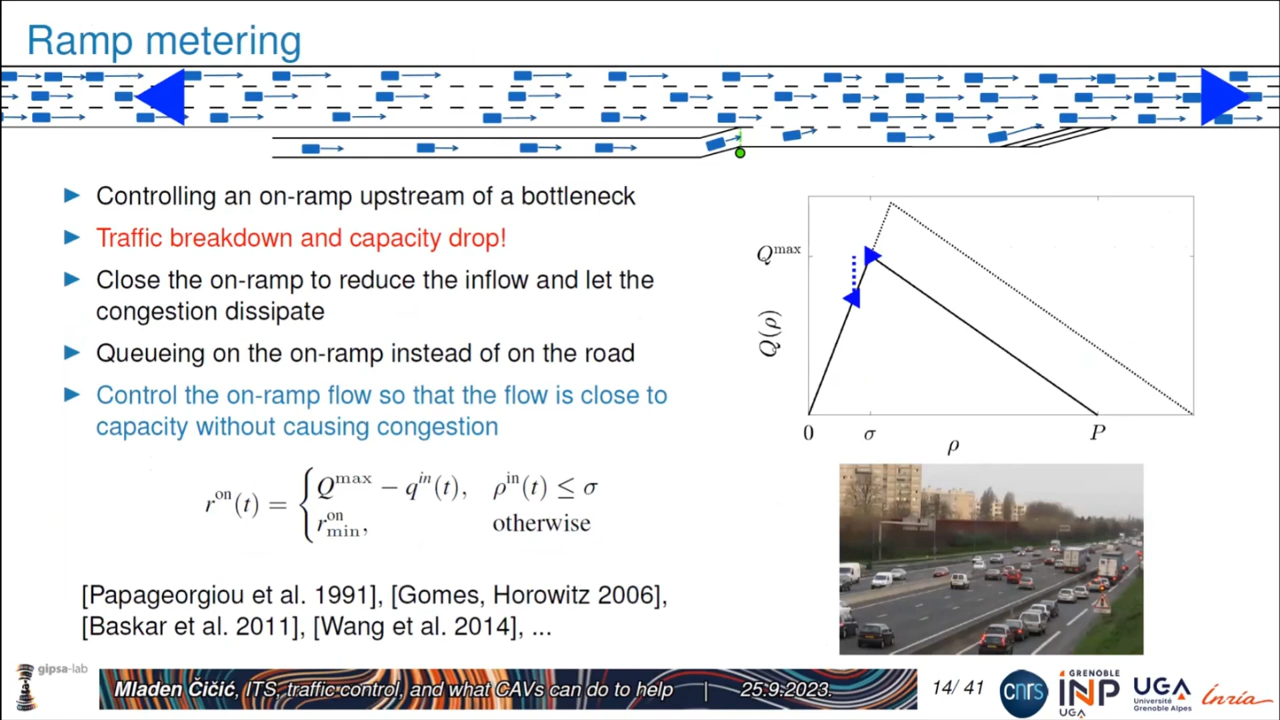 Ramp metering
Controlling an on-ramp upstream of a bottleneck
Traffic breakdown and capacity drop!
Close the on-ramp to reduce the inflow and let the
congestion dissipate
Queueing on the on-ramp instead of on the road
Control the on-ramp flow so that the flow is close to
capacity without causing congestion
r^on(t) = { Q^max − q^in(t), ρ^in(t) ≤ σ
r^on_min, otherwise
[Papageorgiou et al. 1991], [Gomes, Horowitz 2006],
[Baskar et al. 2011], [Wang et al. 2014], ...
Q^max
Q(ρ)
0 σ P
ρ
gipsa-lab
Mladen Čičić, ITS, traffic control, and what CAVs can do to help | 25.9.2023.
14/ 41
cnrs
GRENOBLE
INP
UGA
UGA
Université
Grenoble Alpes
Inria